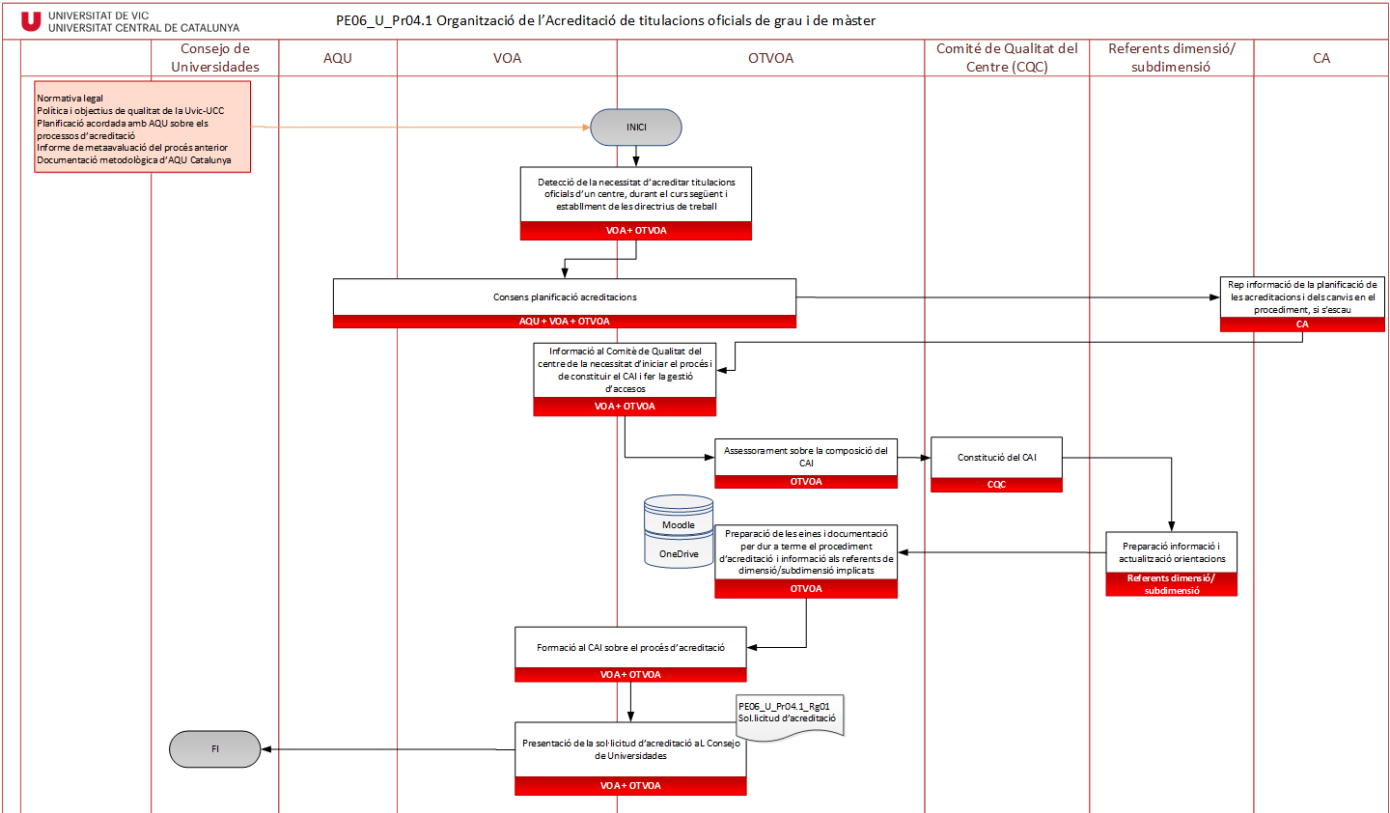 UNIVERSITAT DE VIC
UNIVERSITAT CENTRAL DE CATALUNYA
PE06_U_Pr04.1 Organització de l'Acreditació de titulacions oficials de grau i de màster
Consejo de
Universidades
AQU
VOA
OTVOA
Comité de Qualitat del
Centre (CQC)
Referents dimensió/
subdimensió
CA
Normativa legal
Política i objectius de qualitat de la Uvic-UCC
Planificació acordada amb AQU sobre els
processos d'acreditació
Informe de metaavaluació del procés anterior
Documentació metodològica d'AQU Catalunya
INICI
Detecció de la necessitat d'acreditar titulacions
oficials d'un centre, durant el curs següent i
establlment de les directrius de treball
VOA + OTVOA
Consens planificació acreditacions
AQU + VOA + OTVOA
Rep informació de la planificació de
les acreditacions i dels canvis en el
procediment, si s'escau
CA
Informació al Comitè de Qualitat del
centre de la necessitat d'iniciar el procés i
de constituir el CAI i fer la gestió
d'accesos
VOA + OTVOA
Assessorament sobre la composició del
CAI
OTVOA
Constitució del CAI
CQC
Moodle
OneDrive
Preparació de les eines i documentació
per dur a terme el procediment
d'acreditació i informació als referents de
dimensió/subdimensió implicats
OTVOA
Preparació informació i
actualització orientacions
Referents dimensió/
subdimensió
Formació al CAI sobre el procés d'acreditació
VOA + OTVOA
PE06_U_Pr04.1_Rg01
Sol.licitud d'acreditació
Presentació de la sol·licitud d'acreditació aL Consejo
de Universidades
VOA + OTVOA
FI